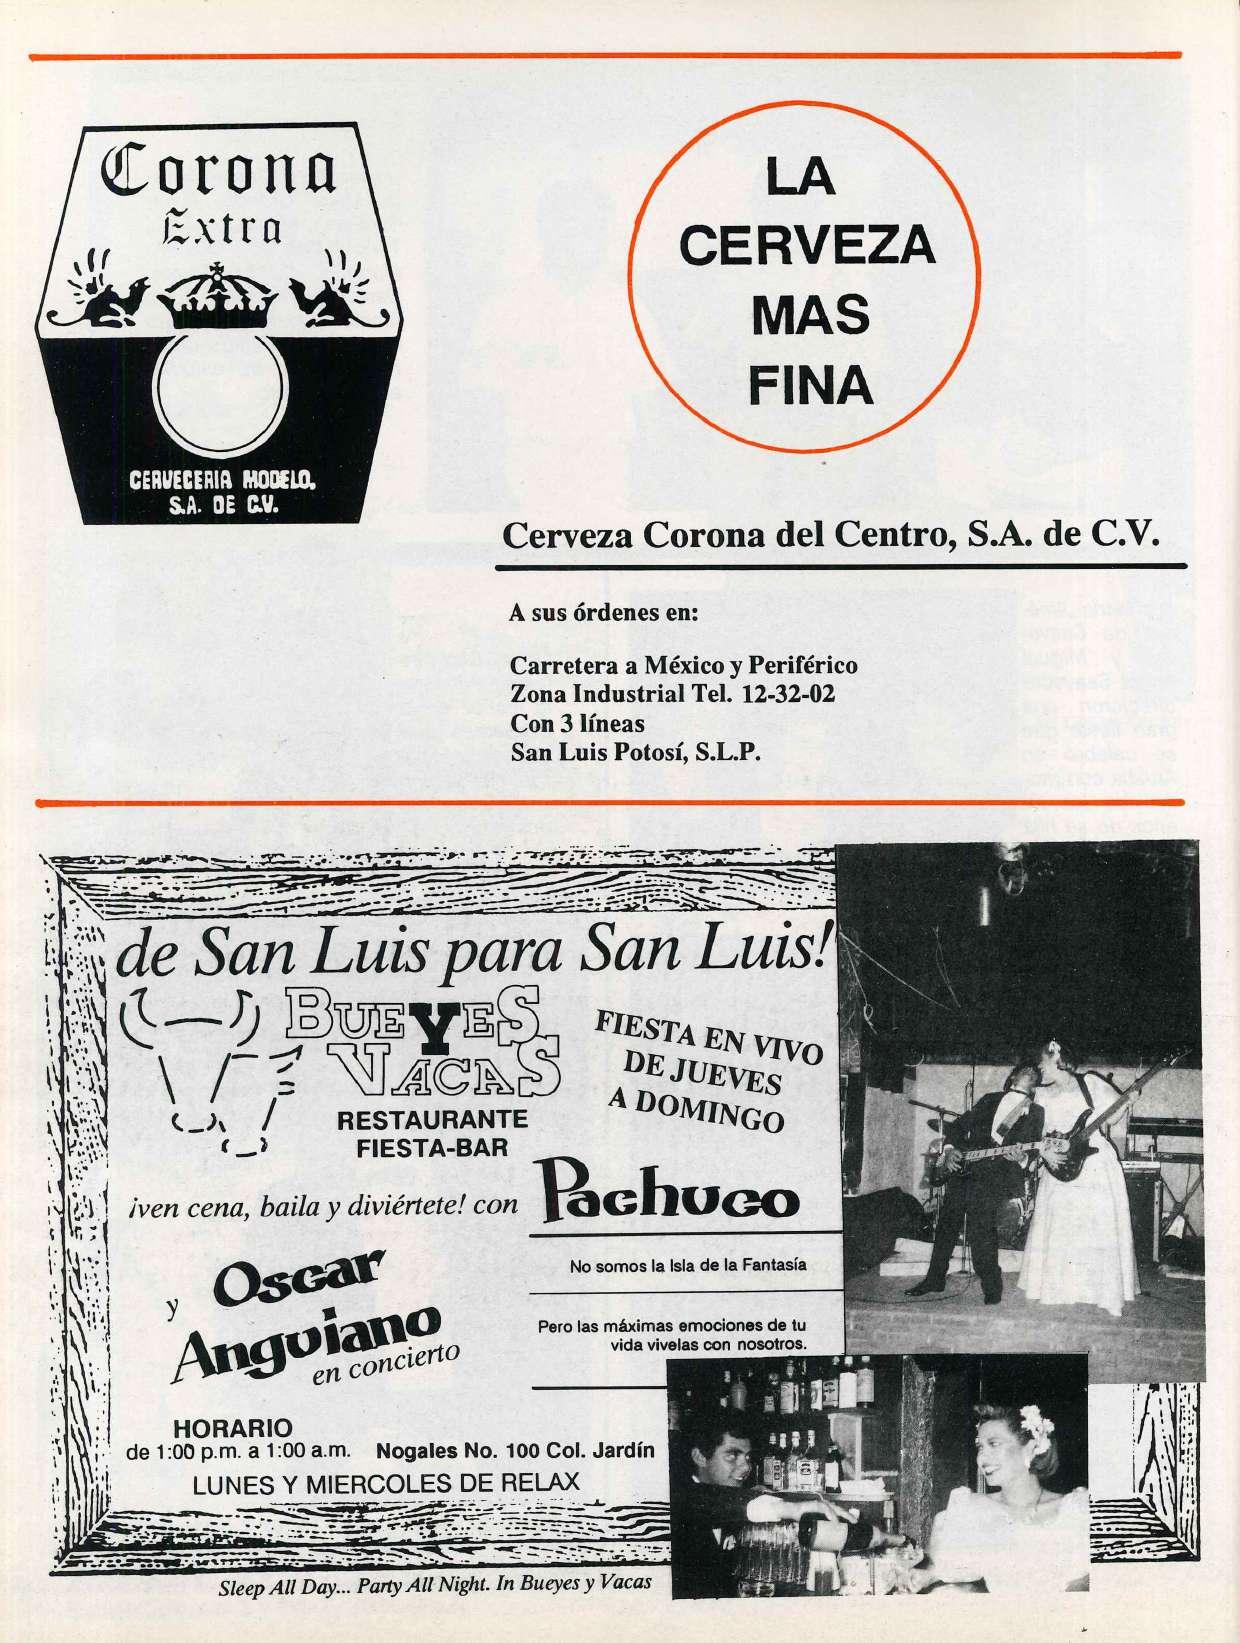 Corona
Extra
CERVECERIA MODELO,
S.A. DE C.V.
LA
CERVEZA
MAS
FINA
Cerveza Corona del Centro, S.A. de C.V.
A sus órdenes en:
Carretera a México y Periférico
Zona Industrial Tel. 12-32-02
Con 3 líneas
San Luis Potosí, S.L.P.
de San Luis para San Luis!
BUEYES
Y
VACAS
RESTAURANTE
FIESTA-BAR
FIESTA EN VIVO
DE JUEVES
A DOMINGO
¡ven cena, baila y diviértete! con
Pachuco
y Oscar
Anguiano
en concierto
No somos la Isla de la Fantasía
Pero las máximas emociones de tu
vida vivelas con nosotros.
HORARIO
de 1:00 p.m. a 1:00 a.m. Nogales No. 100 Col. Jardín
LUNES Y MIERCOLES DE RELAX
Sleep All Day... Party All Night. In Bueyes y Vacas